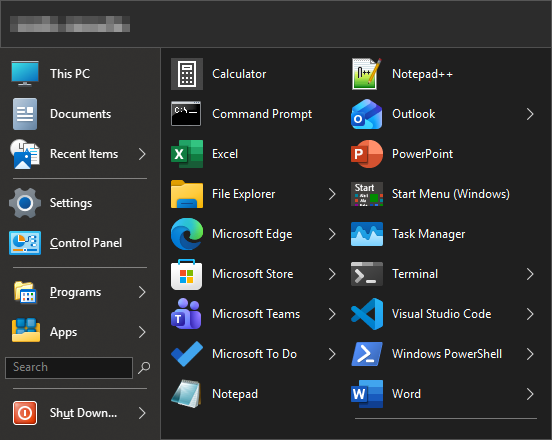 This PC
Documents
Recent Items
Settings
Control Panel
Programs
Apps
Search
Shut Down...
Calculator
Command Prompt
Excel
File Explorer
Microsoft Edge
Microsoft Store
Microsoft Teams
Microsoft To Do
Notepad
Notepad++
Outlook
PowerPoint
Start Menu (Windows)
Task Manager
Terminal
Visual Studio Code
Windows PowerShell
Word